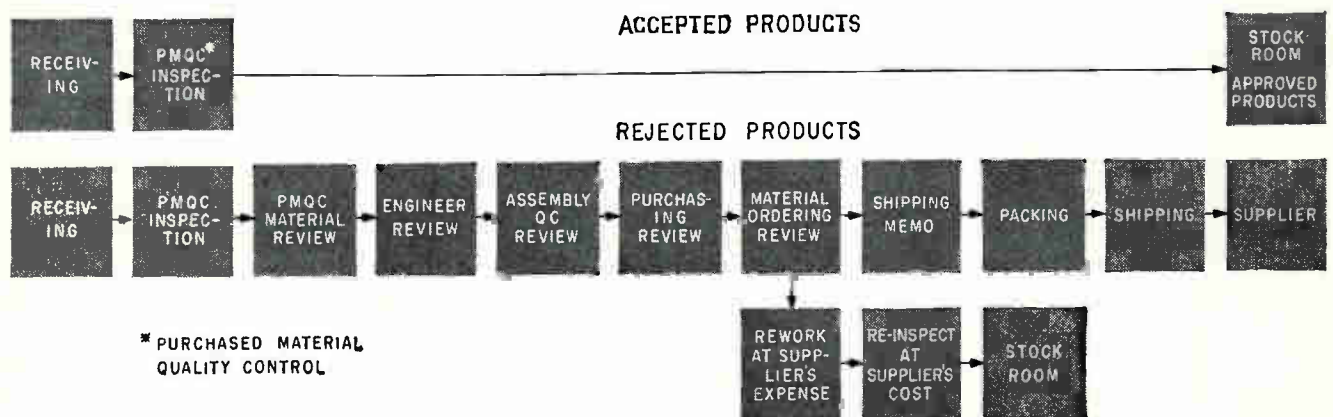 ACCEPTED PRODUCTS
RECEIV-
ING
PMQC*
INSPEC-
TION
STOCK
ROOM
APPROVED
PRODUCTS
REJECTED PRODUCTS
RECEIV-
ING
PMQC
INSPEC-
TION
PMQC
MATERIAL
REVIEW
ENGINEER
REVIEW
ASSEMBLY
QC
REVIEW
PURCHAS-
ING
REVIEW
MATERIAL
ORDERING
REVIEW
SHIPPING
MEMO
PACKING
SHIPPING
SUPPLIER
REWORK
AT SUPP-
LIER'S
EXPENSE
RE-INSPECT
AT
SUPPLIER'S
COST
STOCK
ROOM
* PURCHASED MATERIAL
QUALITY CONTROL